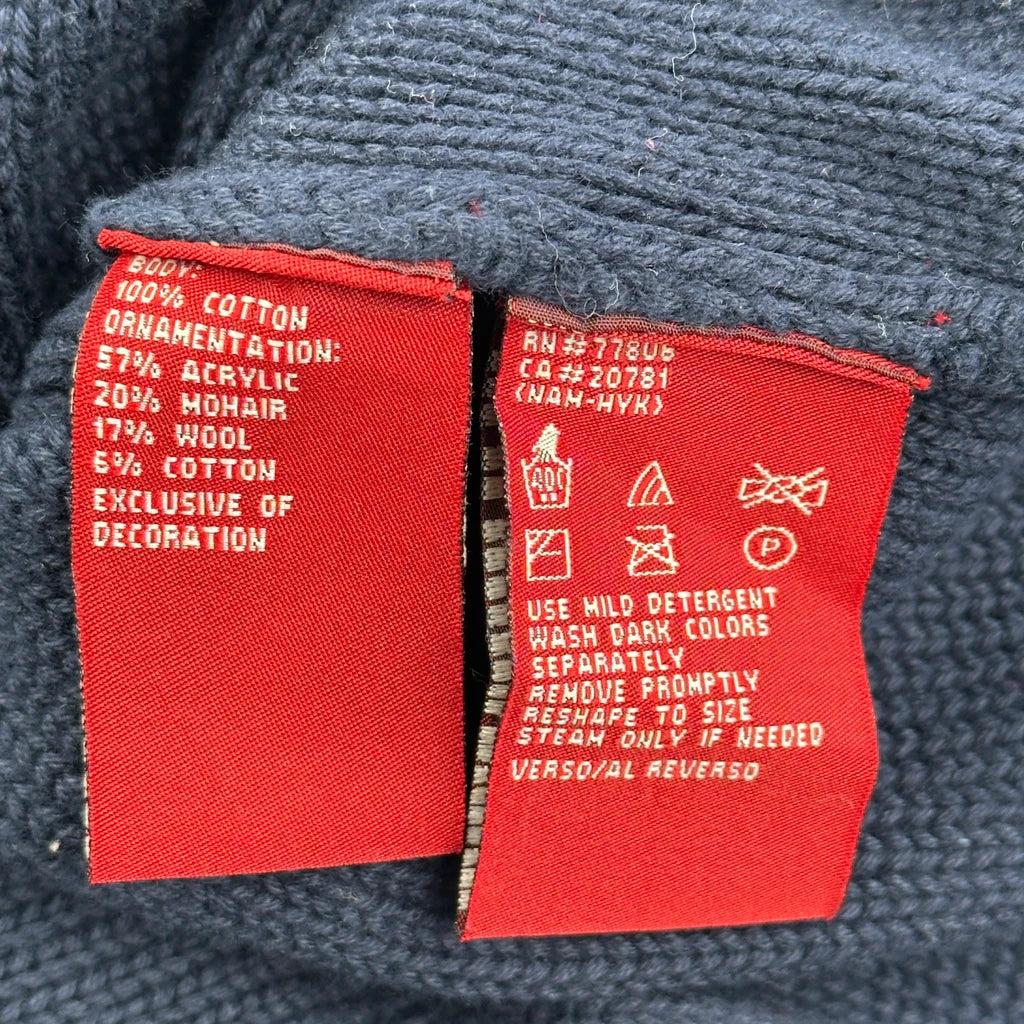 BODY:
100% COTTON
ORNAMENTATION:
57% ACRYLIC
20% MOHAIR
17% WOOL
6% COTTON
EXCLUSIVE OF
DECORATION
RN#77806
CA#20781
(NAM-HYK)
40C
P
USE MILD DETERGENT
WASH DARK COLORS
SEPARATELY
REMOVE PROMPTLY
RESHAPE TO SIZE
STEAM ONLY IF NEEDED
VERSO/AL REVERSO